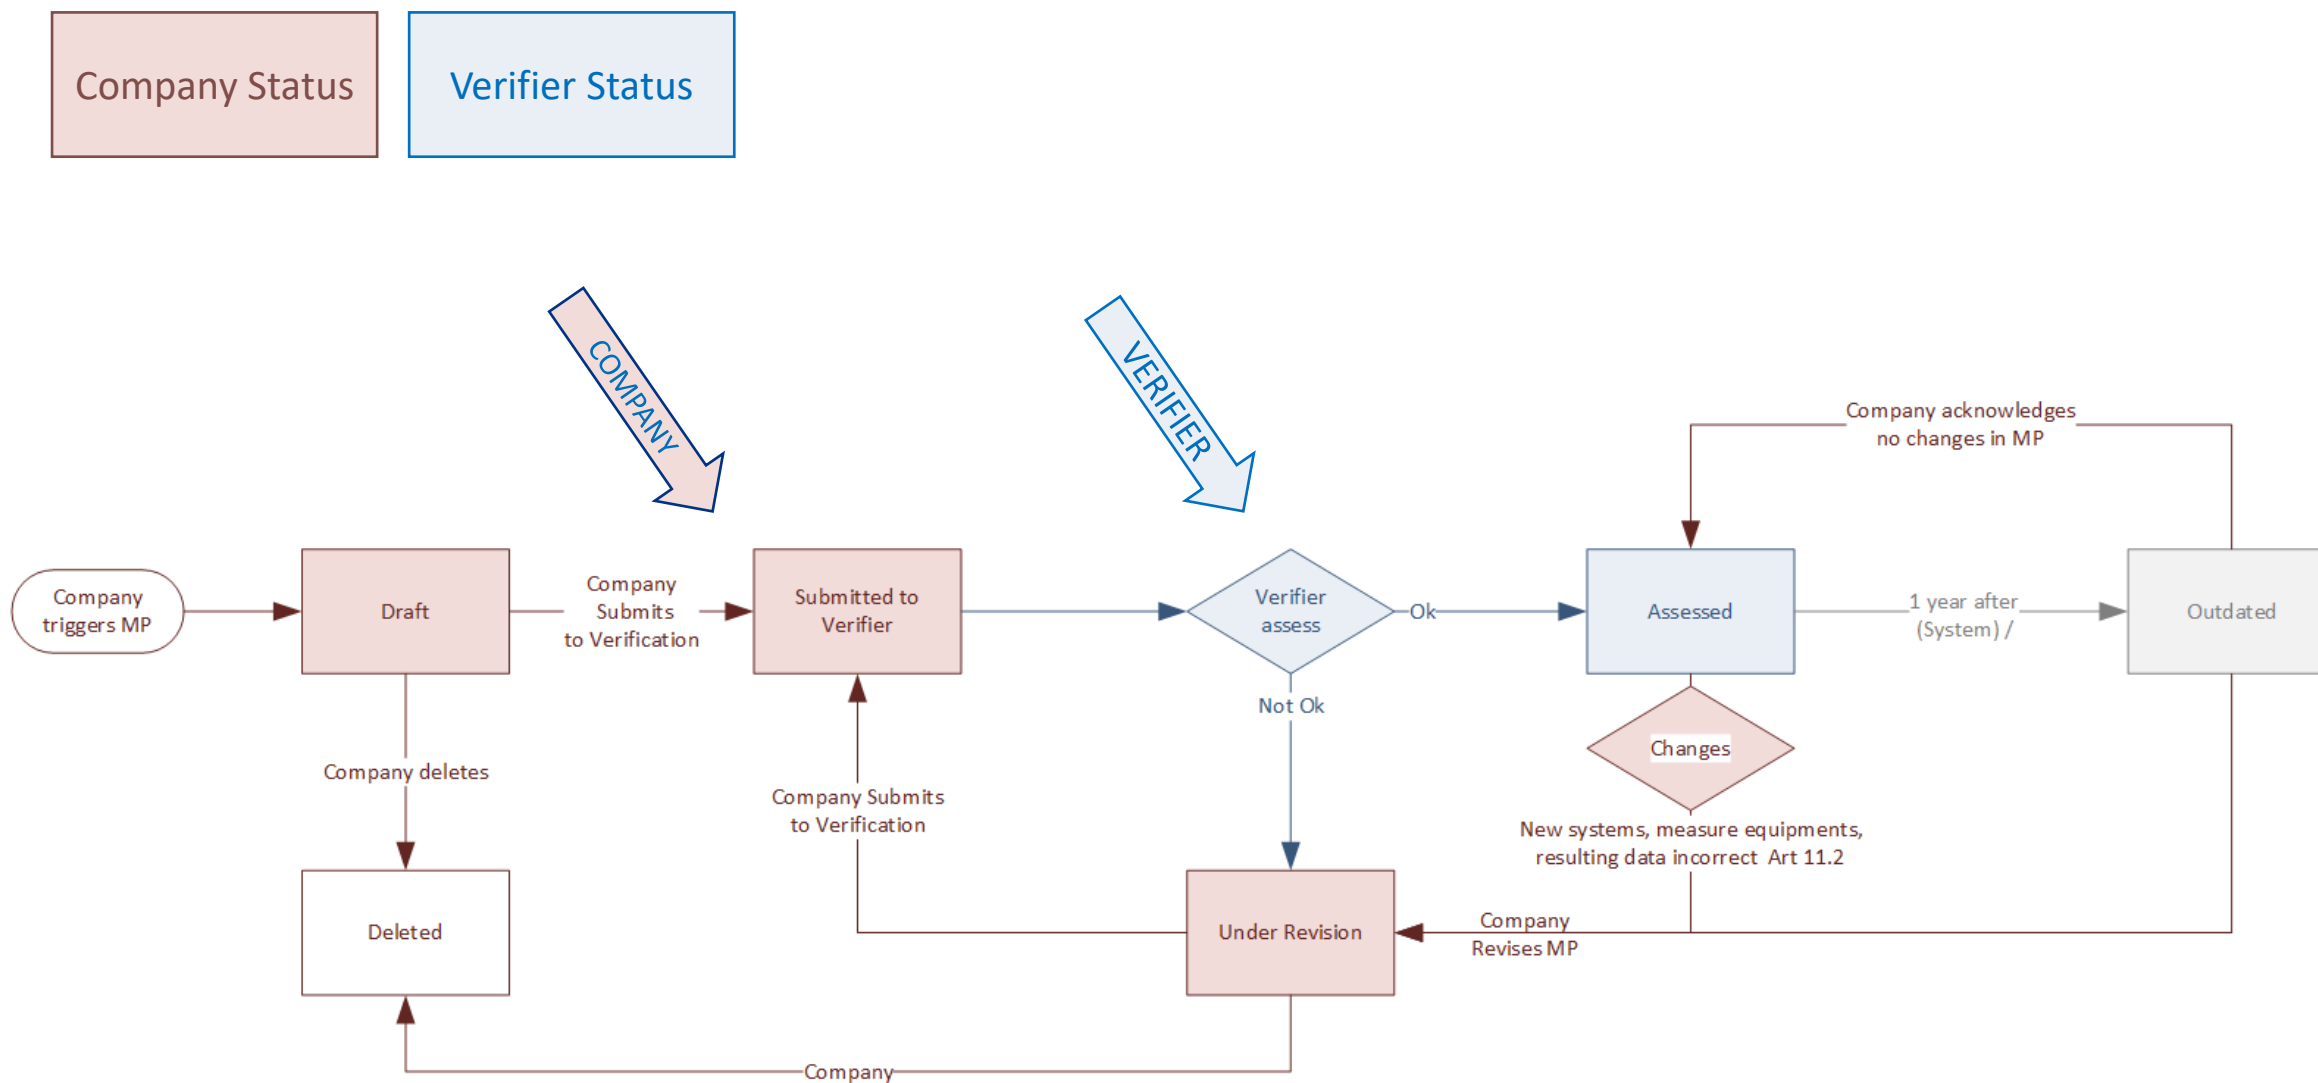 Company Status
Verifier Status
COMPANY
VERIFIER
Company acknowledges
no changes in MP
Company
triggers MP
Draft
Company
Submits
to Verification
Submitted to
Verifier
Verifier
assess
Ok
Assessed
1 year after
(System) /
Outdated
Not Ok
Changes
Company deletes
Company Submits
to Verification
New systems, measure equipments,
resulting data incorrect Art 11.2
Deleted
Under Revision
Company
Revises MP
Company